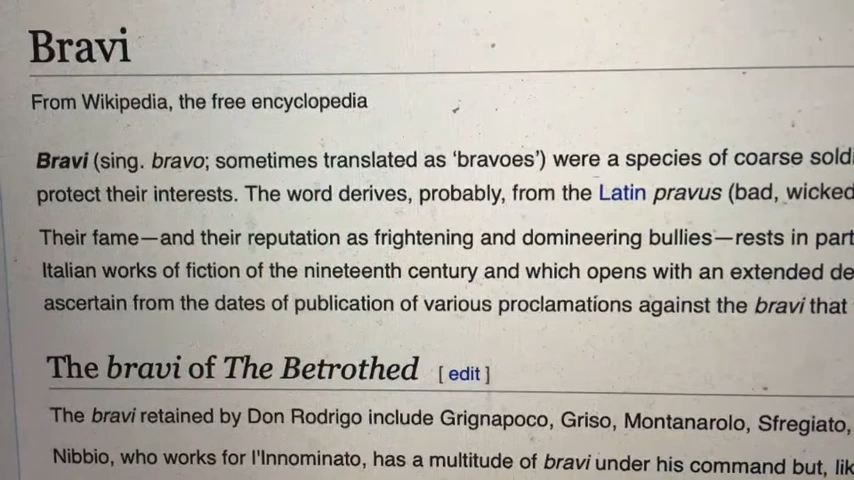 Bravi
From Wikipedia, the free encyclopedia
Bravi (sing. bravo; sometimes translated as ‘bravoes’) were a species of coarse
protect their interests. The word derives, probably, from the Latin pravus (bad, wicked
Their fame—and their reputation as frightening and domineering bullies—rests in part
Italian works of fiction of the nineteenth century and which opens with an extended
ascertain from the dates of publication of various proclamations against the bravi that
The bravi of The Betrothed [ edit ]
The bravi retained by Don Rodrigo include Grignapoco, Griso, Montanarolo, Sfregiato,
Nibbio, who works for l'Innominato, has a multitude of bravi under his command but,